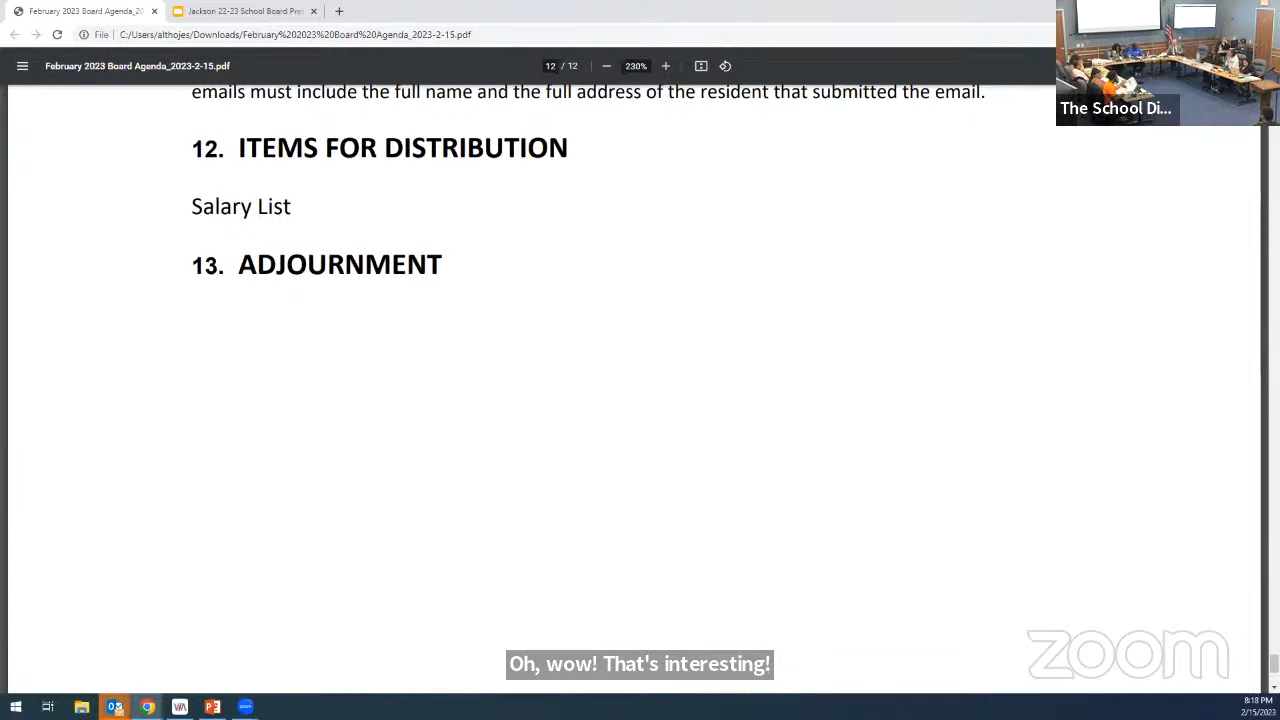 February 2023 Board Agenda_20
Jackson 22-23 School Board Pre
File
C:/Users/althojes/Downloads/February%202023%20Board%20Agenda_2023-2-15.pdf
February 2023 Board Agenda_2023-2-15.pdf
12 / 12
230%
The School Di...
emails must include the full name and the full address of the resident that submitted the email.
12. ITEMS FOR DISTRIBUTION
Salary List
13. ADJOURNMENT
zoom
Oh, wow! That's interesting!
8:18 PM
2/15/2023